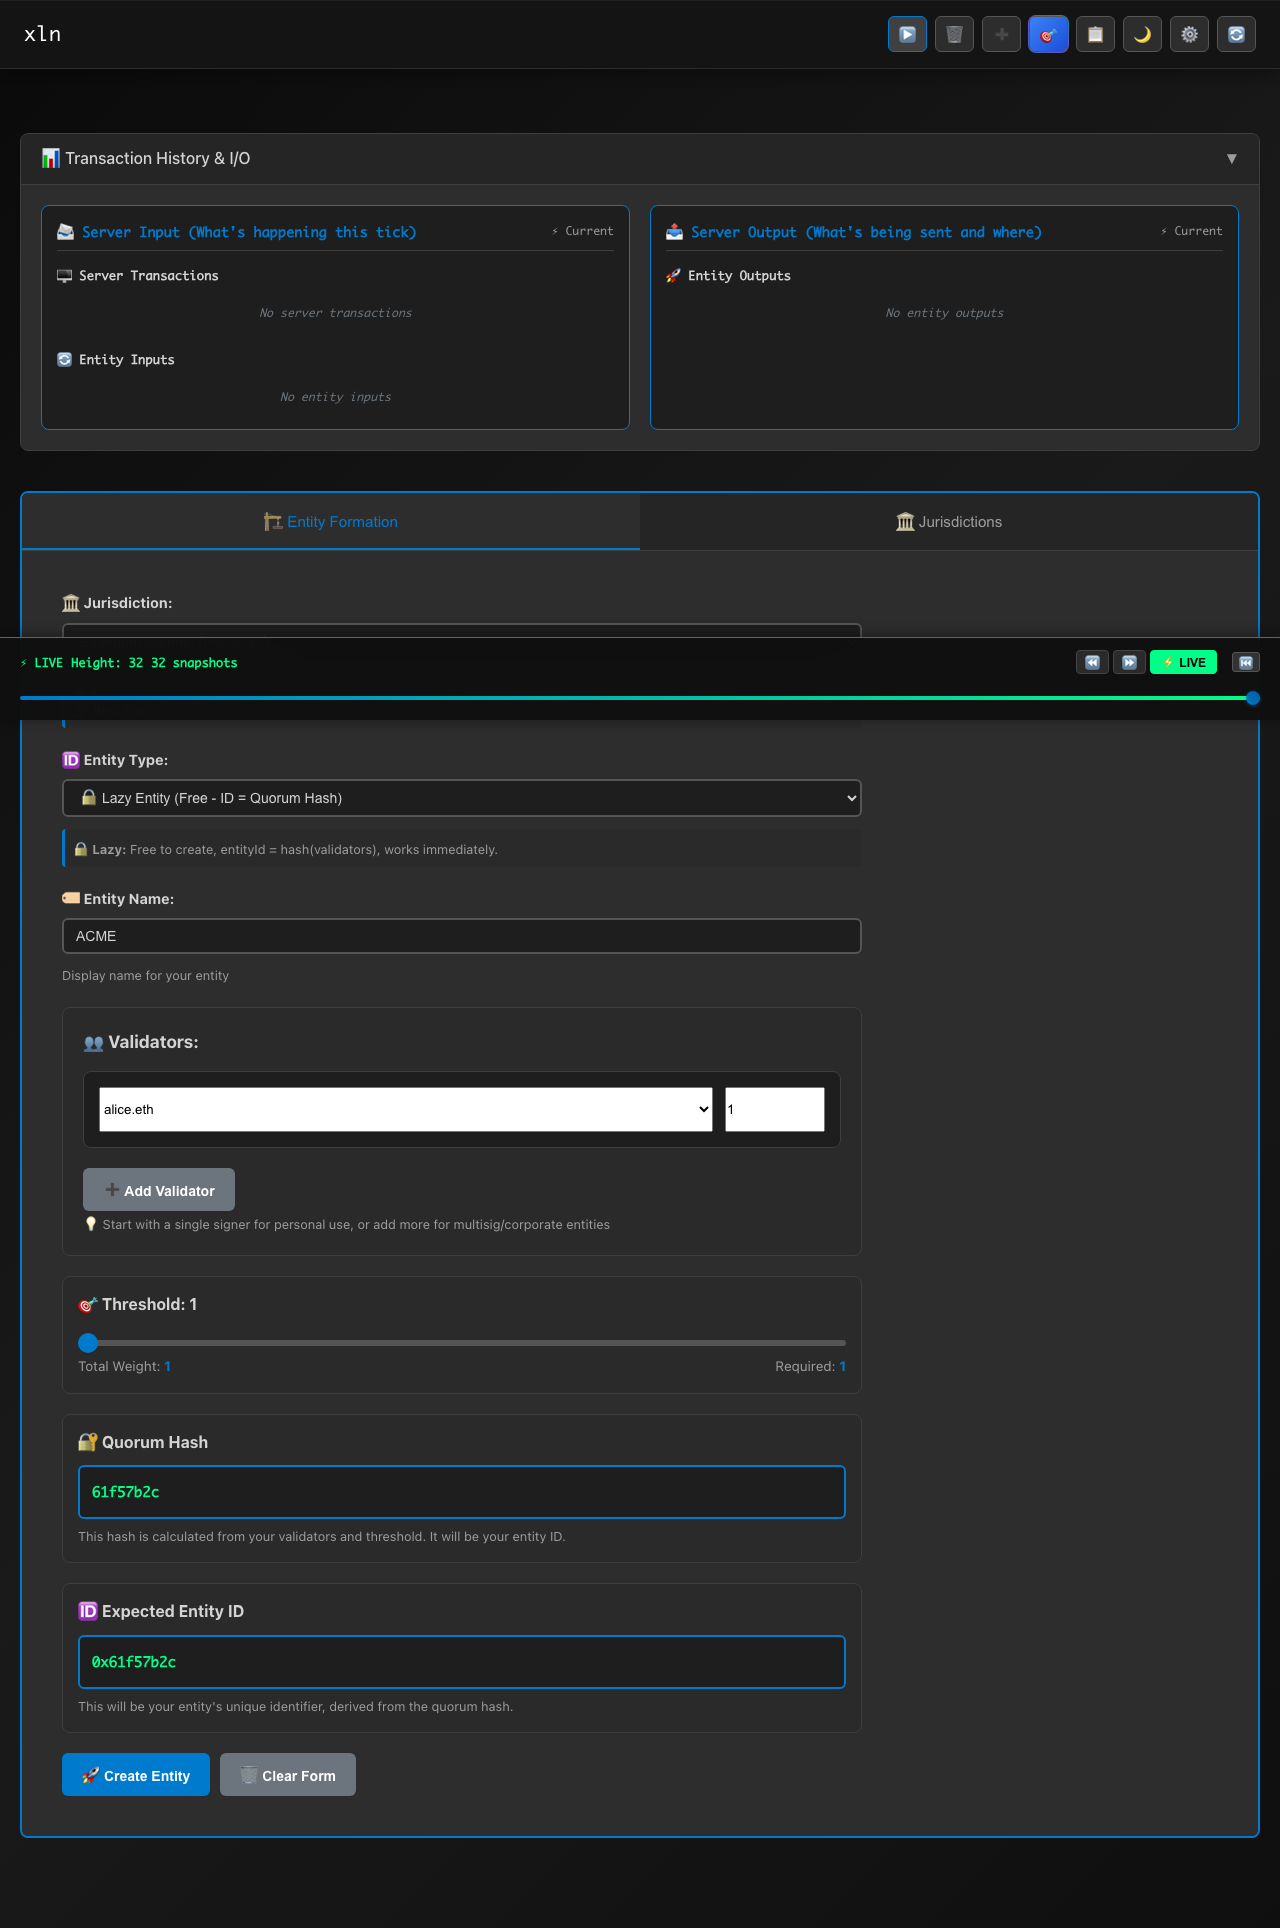 xln
Transaction History & I/O
Server Input (What's happening this tick)
⚡ Current
Server Transactions
No server transactions
Entity Inputs
No entity inputs
Server Output (What's being sent and where)
⚡ Current
Entity Outputs
No entity outputs
Entity Formation
Jurisdictions
Jurisdiction:
⚡ LIVE Height: 32 32 snapshots
⚡ LIVE
Entity Type:
Lazy Entity (Free - ID = Quorum Hash)
Lazy: Free to create, entityId = hash(validators), works immediately.
Entity Name:
ACME
Display name for your entity
Validators:
alice.eth
1
Add Validator
Start with a single signer for personal use, or add more for multisig/corporate entities
Threshold: 1
Total Weight: 1
Required: 1
Quorum Hash
61f57b2c
This hash is calculated from your validators and threshold. It will be your entity ID.
Expected Entity ID
0x61f57b2c
This will be your entity's unique identifier, derived from the quorum hash.
Create Entity
Clear Form